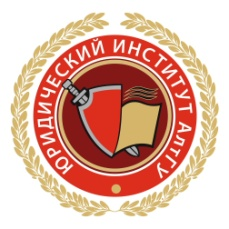 ЮРИДИЧЕСКИЙ ИНСТИТУТ АЛТГУ